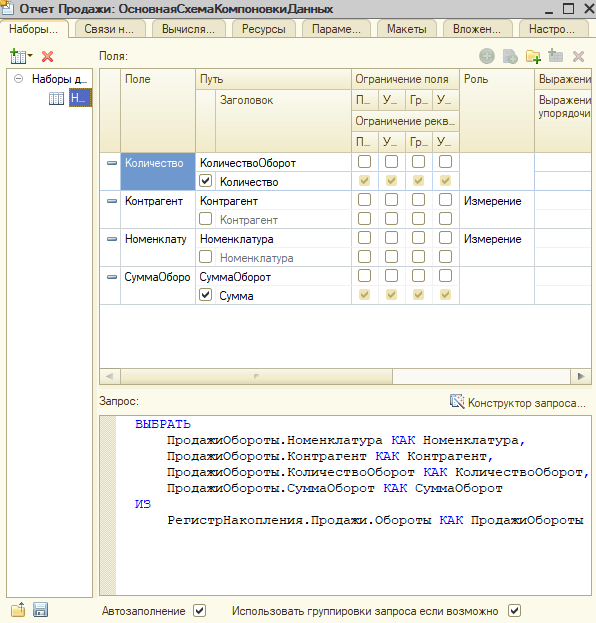 Отчет Продажи: ОсновнаяСхемаКомпоновкиДанных
Наборы... Связи н... Вычисля... Ресурсы Параме... Макеты Вложен... Настро...
Поля:
Наборы д...
Н...
Поле Путь Ограничение поля Роль Выражени
Заголовок П... У... Гр... У... Выражени
упорядочи
Ограничение рекв...
П... У... Гр... У...
Количество КоличествоОборот
Количество
Контрагент Контрагент Измерение
Контрагент
Номенклату Номенклатура Измерение
Номенклатура
СуммаОборо СуммаОборот
Сумма
Запрос: Конструктор запроса...
ВЫБРАТЬ
ПродажиОбороты.Номенклатура КАК Номенклатура,
ПродажиОбороты.Контрагент КАК Контрагент,
ПродажиОбороты.КоличествоОборот КАК КоличествоОборот,
ПродажиОбороты.СуммаОборот КАК СуммаОборот
ИЗ
РегистрНакопления.Продажи.Обороты КАК ПродажиОбороты
Автозаполнение Использовать группировки запроса если возможно